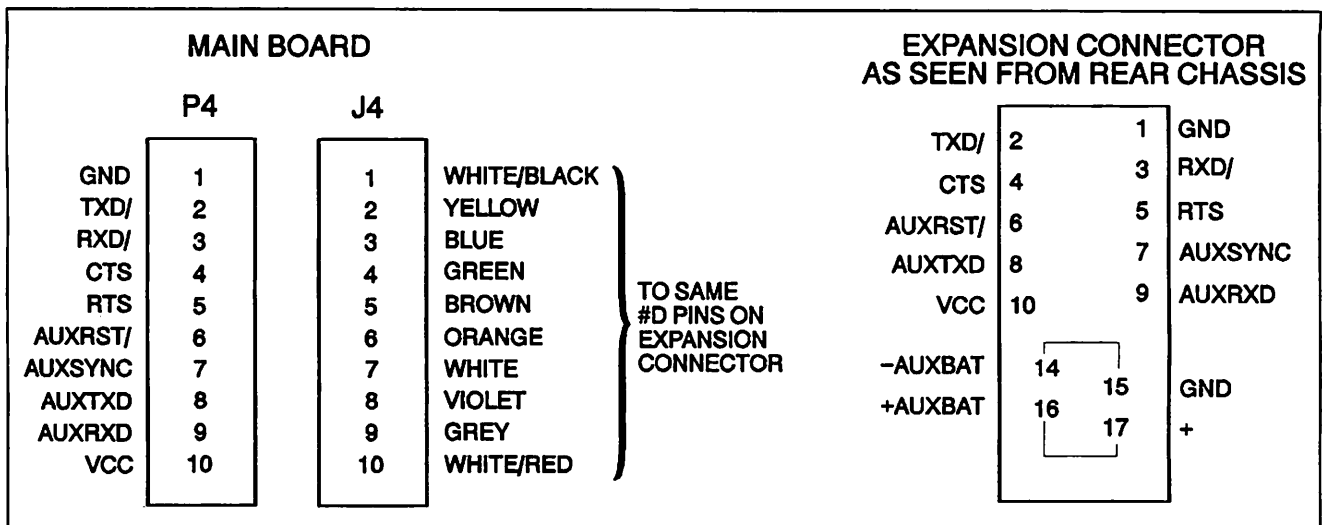 MAIN BOARD
P4
J4
GND 1
TXD/ 2
RXD/ 3
CTS 4
RTS 5
AUXRST/ 6
AUXSYNC 7
AUXTXD 8
AUXRXD 9
VCC 10
1 WHITE/BLACK
2 YELLOW
3 BLUE
4 GREEN
5 BROWN
6 ORANGE
7 WHITE
8 VIOLET
9 GREY
10 WHITE/RED
TO SAME
#D PINS ON
EXPANSION
CONNECTOR
EXPANSION CONNECTOR
AS SEEN FROM REAR CHASSIS
1 GND
TXD/ 2
3 RXD/
CTS 4
5 RTS
AUXRST/ 6
7 AUXSYNC
AUXTXD 8
9 AUXRXD
VCC 10
-AUXBAT 14
15 GND
+AUXBAT 16
17 +